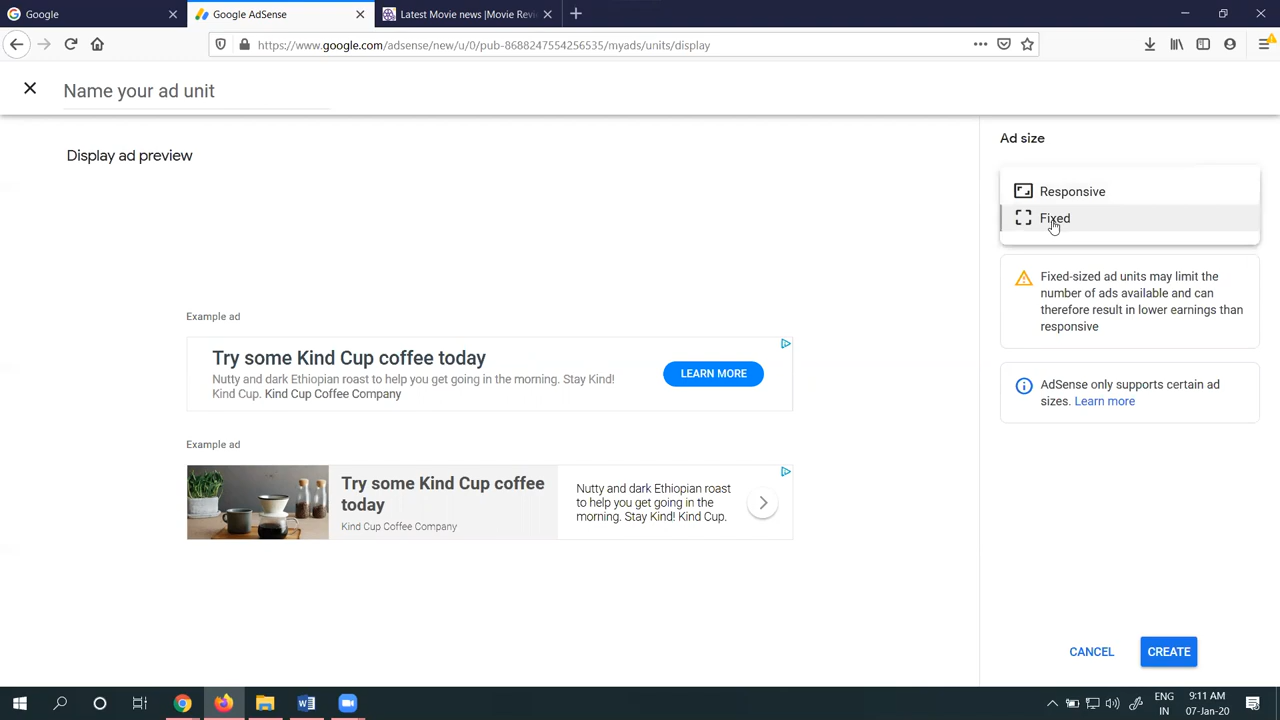 Google
Google AdSense
Latest Movie news |Movie Revi
https://www.google.com/adsense/new/u/0/pub-8688247554256535/myads/units/display
Name your ad unit
Display ad preview
Example ad
Try some Kind Cup coffee today
Nutty and dark Ethiopian roast to help you get going in the morning. Stay Kind!
Kind Cup. Kind Cup Coffee Company
LEARN MORE
Example ad
Try some Kind Cup coffee
today
Kind Cup Coffee Company
Nutty and dark Ethiopian roast
to help you get going in the
morning. Stay Kind! Kind Cup.
Ad size
Responsive
Fixed
Fixed-sized ad units may limit the
number of ads available and can
therefore result in lower earnings than
responsive
AdSense only supports certain ad
sizes. Learn more
CANCEL
CREATE
ENG
IN
9:11 AM
07-Jan-20